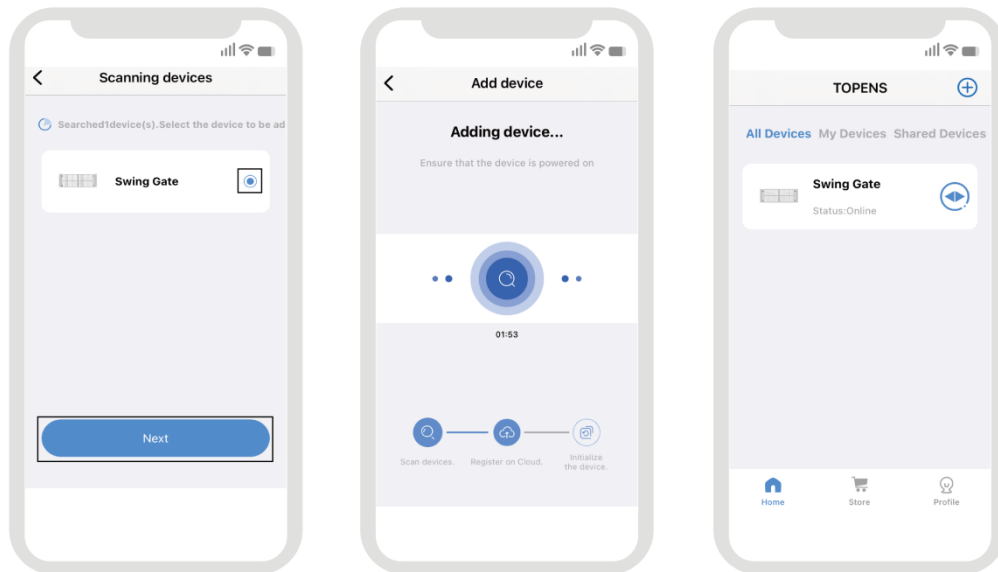 Scanning devices
Searched1device(s).Select the device to be ad
Swing Gate
Next
Add device
Adding device...
Ensure that the device is powered on
01:53
Scan devices.
Register on Cloud.
Initialize
the device.
TOPENS
All Devices My Devices Shared Devices
Swing Gate
Status:Online
Home
Store
Profile